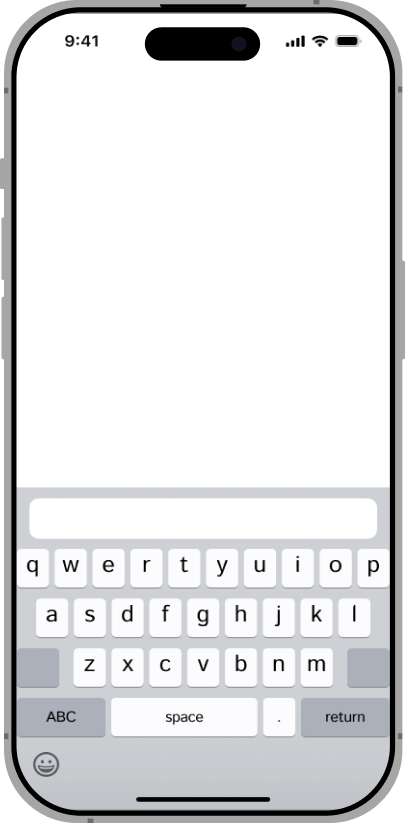 9:41
q w e r t y u i o p
a s d f g h j k l
z x c v b n m
ABC space . return